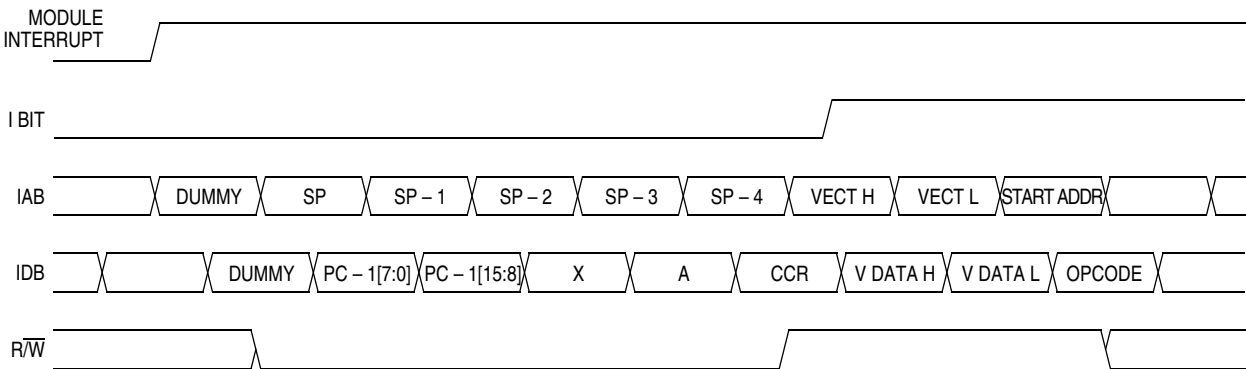 MODULE
INTERRUPT
I BIT
IAB DUMMY SP SP – 1 SP – 2 SP – 3 SP – 4 VECT H VECT L START ADDR
IDB DUMMY PC – 1[7:0] PC – 1[15:8] X A CCR V DATA H V DATA L OPCODE
R/W̅